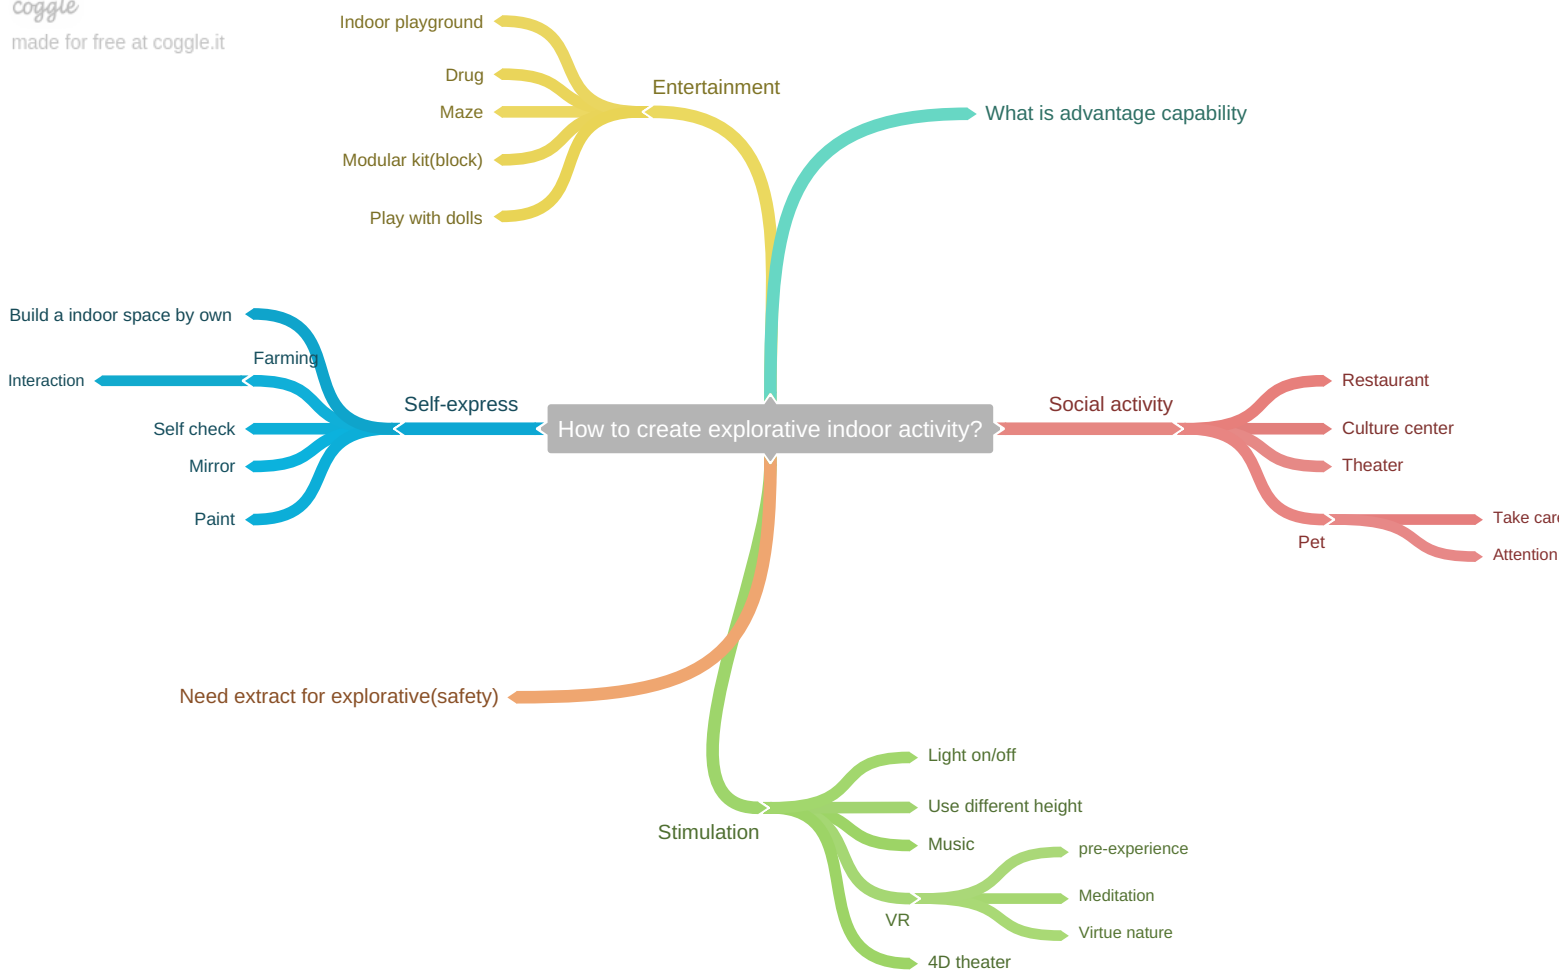 coggle
made for free at coggle.it
Indoor playground
Drug
Maze
Modular kit(block)
Play with dolls
Entertainment
What is advantage capability
Build a indoor space by own
Farming
Interaction
Self check
Mirror
Paint
Self-express
How to create explorative indoor activity?
Social activity
Restaurant
Culture center
Theater
Pet
Take care
Attention
Need extract for explorative(safety)
Stimulation
Light on/off
Use different height
Music
VR
pre-experience
Meditation
Virtue nature
4D theater